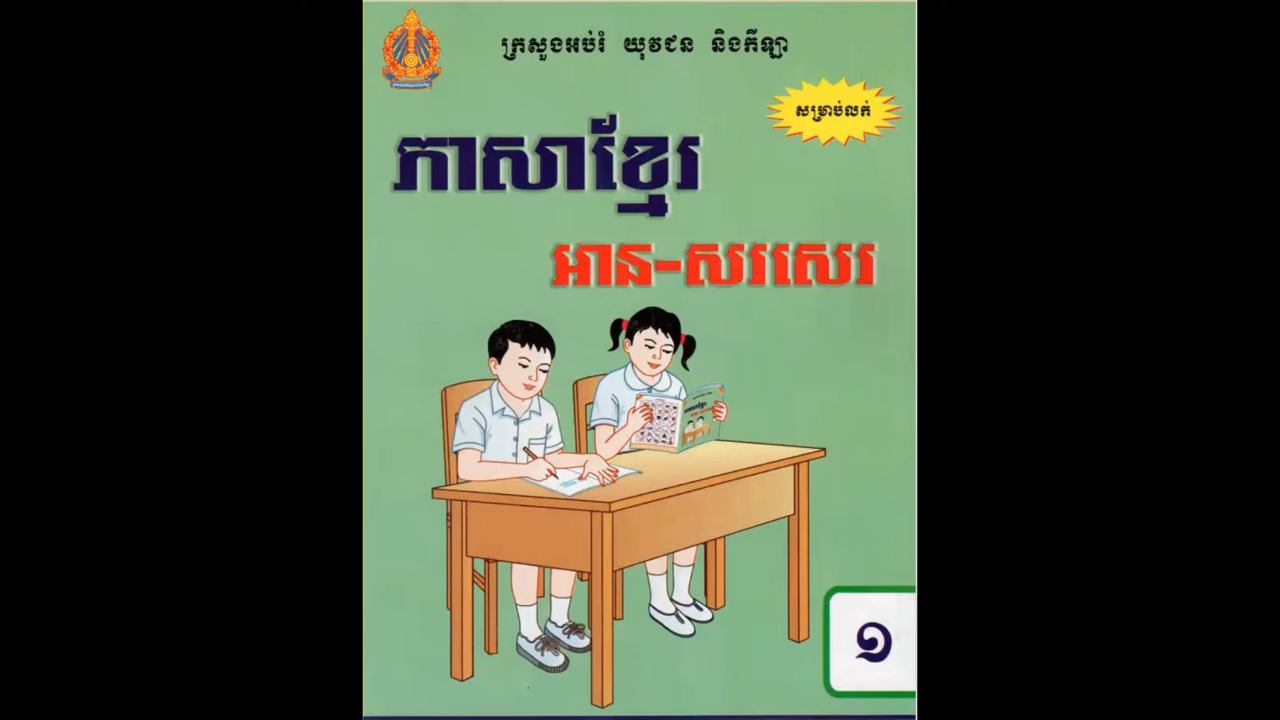 ក្រសួងអប់រំ យុវជន និងកីឡា
សម្រាប់លក់
ភាសាខ្មែរ
អាន-សរសេរ
១